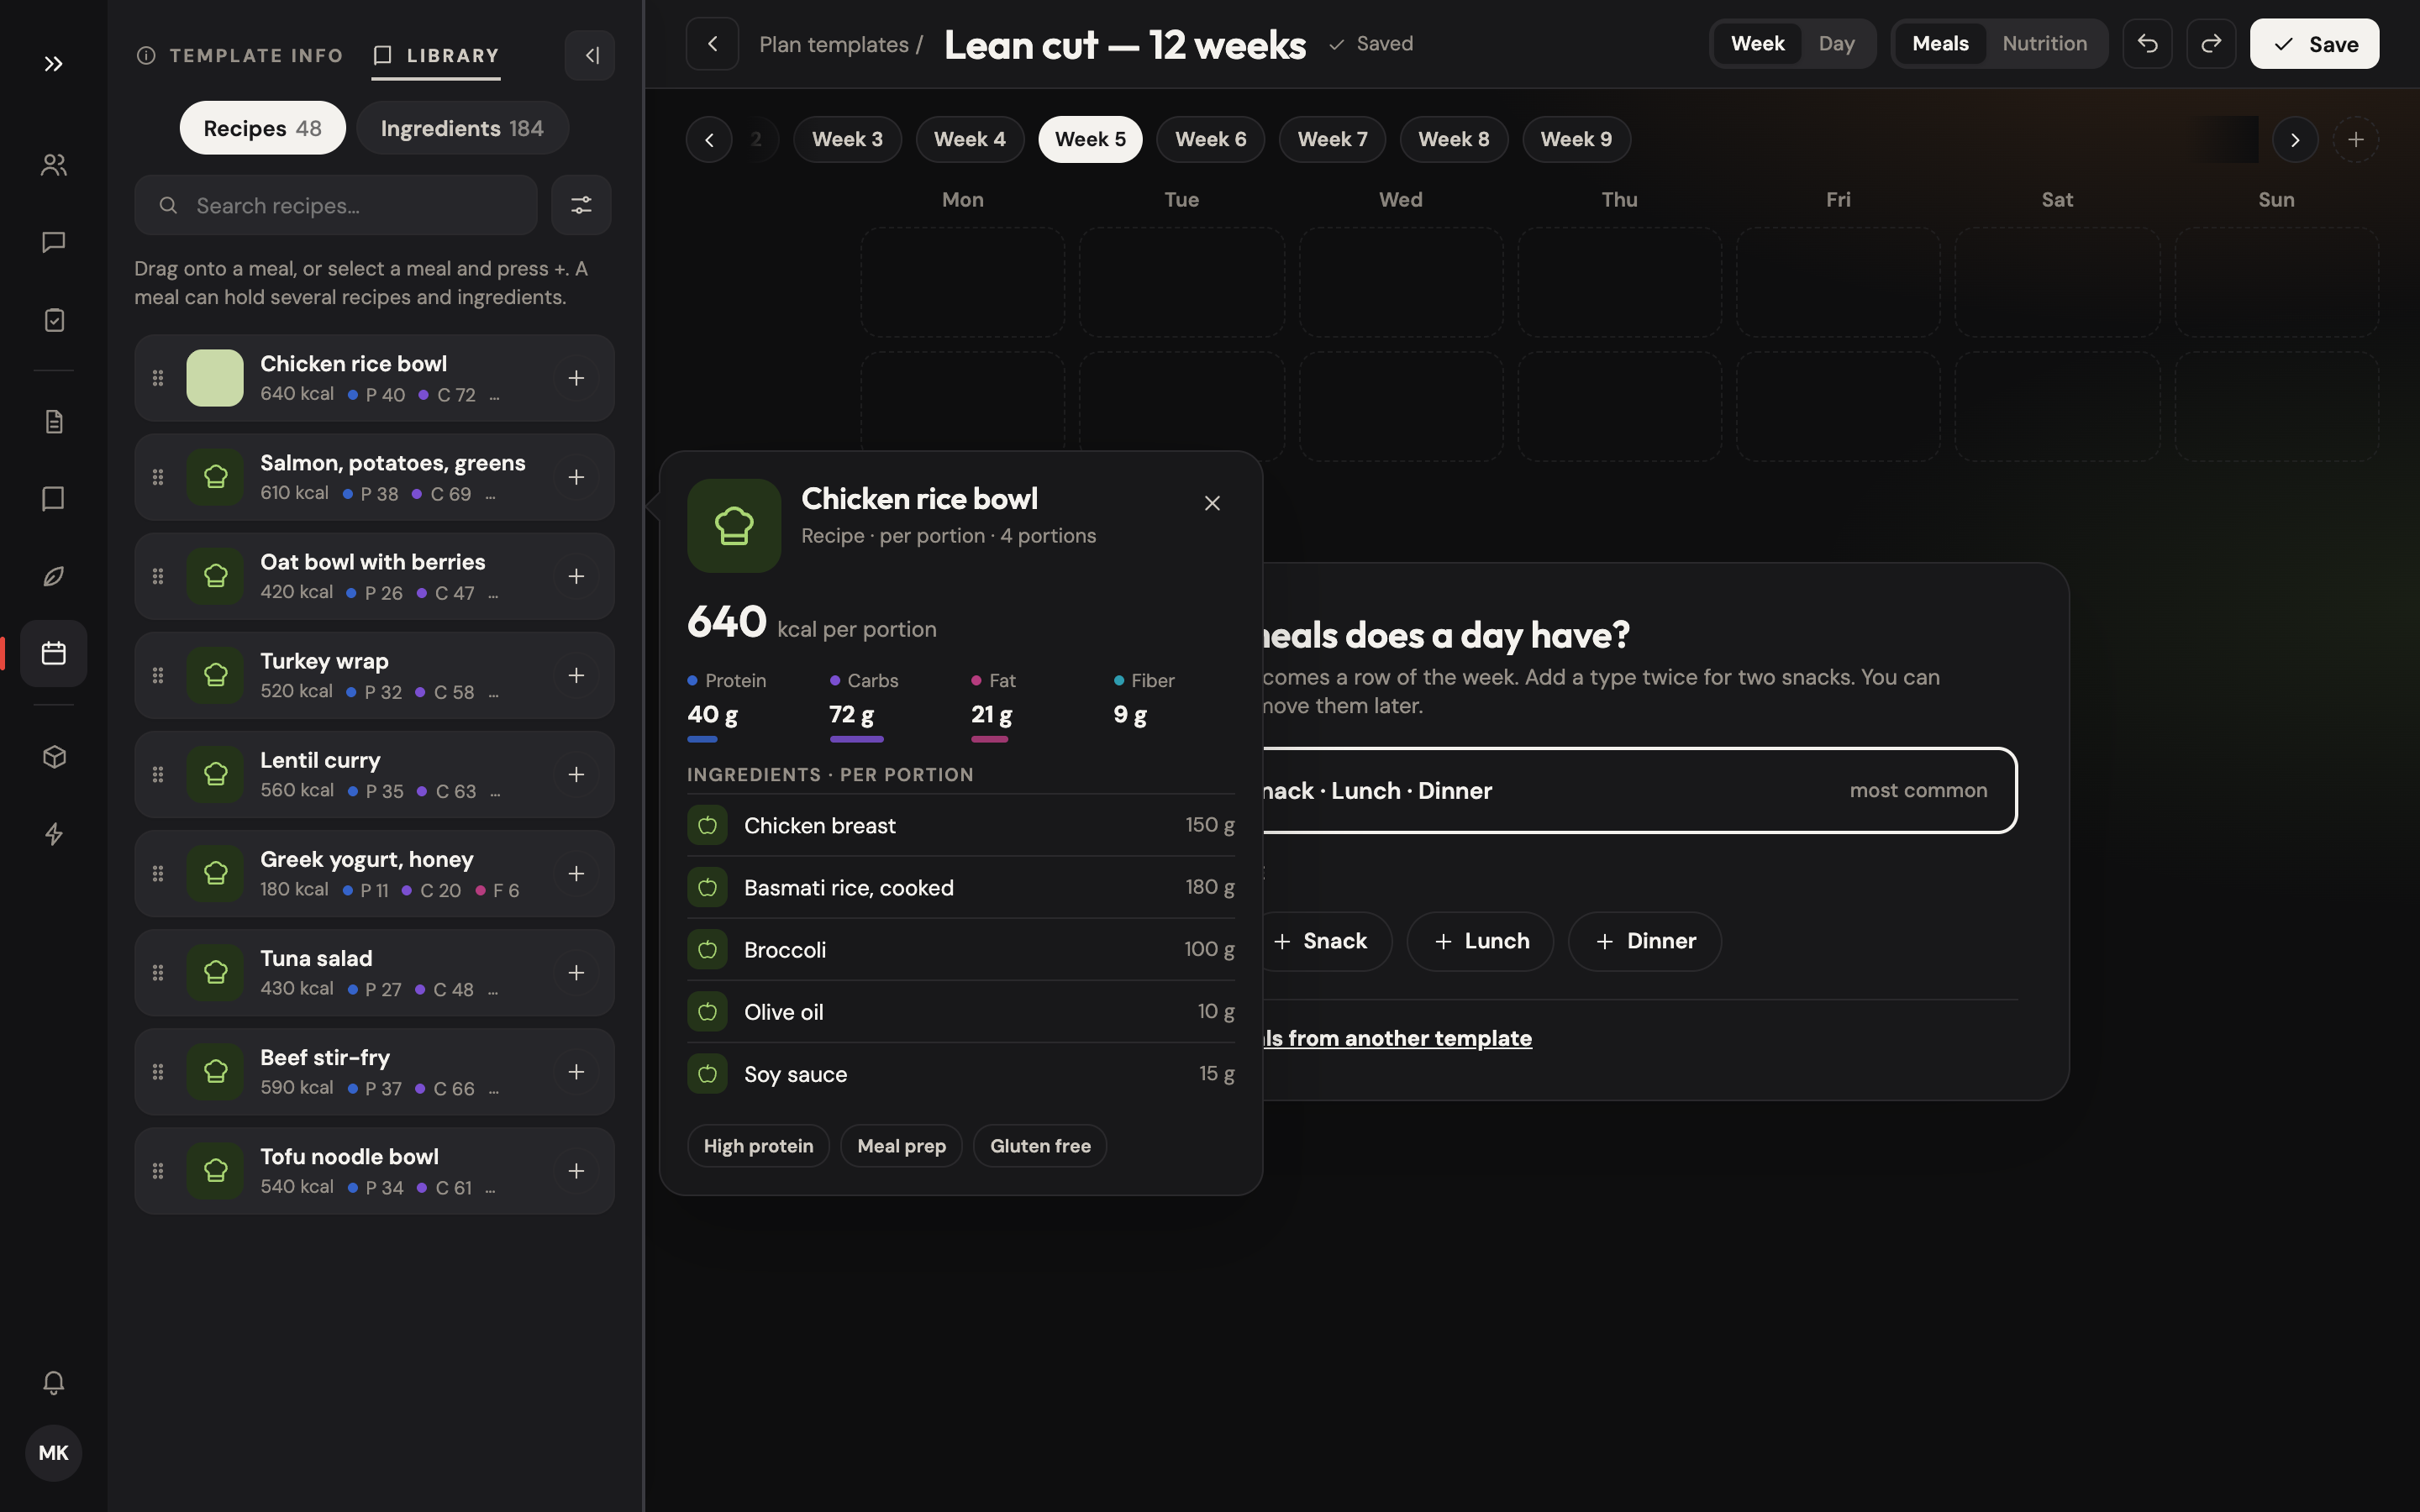 TEMPLATE INFO
LIBRARY
Recipes 48
Ingredients 184
Search recipes...
Drag onto a meal, or select a meal and press +. A
meal can hold several recipes and ingredients.
Chicken rice bowl
640 kcal P 40 C 72 ...
Salmon, potatoes, greens
610 kcal P 38 C 69 ...
Oat bowl with berries
420 kcal P 26 C 47 ...
Turkey wrap
520 kcal P 32 C 58 ...
Lentil curry
560 kcal P 35 C 63 ...
Greek yogurt, honey
180 kcal P 11 C 20 F 6
Tuna salad
430 kcal P 27 C 48 ...
Beef stir-fry
590 kcal P 37 C 66 ...
Tofu noodle bowl
540 kcal P 34 C 61 ...
MK
Plan templates / Lean cut — 12 weeks Saved
Week Day
Meals Nutrition
Save
2 Week 3 Week 4 Week 5 Week 6 Week 7 Week 8 Week 9
Mon Tue Wed Thu Fri Sat Sun
Chicken rice bowl
Recipe · per portion · 4 portions
640 kcal per portion
Protein Carbs Fat Fiber
40 g 72 g 21 g 9 g
INGREDIENTS · PER PORTION
Chicken breast 150 g
Basmati rice, cooked 180 g
Broccoli 100 g
Olive oil 10 g
Soy sauce 15 g
High protein Meal prep Gluten free
does a day have?
a row of the week. Add a type twice for two snacks. You can
them later.
· Lunch · Dinner most common
+ Snack + Lunch + Dinner
from another template